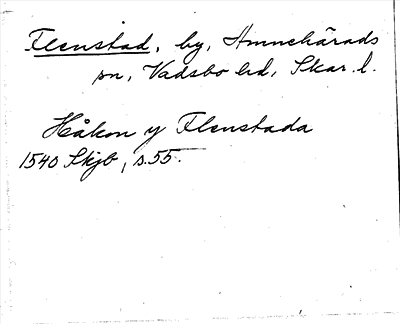 Flenstad, by, Amnehärads
sn, Vadsbo hd, Skar. l.
Håkon y Flenstada
1540 Skjb, s. 55.